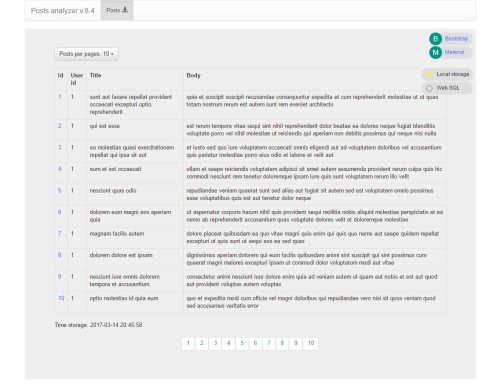 Posts analyzer v.8.4 Posts
B Bootstrap
Posts per pages: 10
M Material
Id User Id Title Body
Local storage
Web SQL
1 1 sunt aut facere repellat provident quia et suscipit suscipit recusandae consequuntur expedita et cum reprehenderit molestiae ut ut quas
occaecati excepturi optio totam nostrum rerum est autem sunt rem eveniet architecto
reprehenderit
2 1 qui est esse est rerum tempore vitae sequi sint nihil reprehenderit dolor beatae ea dolores neque fugiat blanditiis
voluptate porro vel nihil molestiae ut reiciendis qui aperiam non debitis possimus qui neque nisi nulla
3 1 ea molestias quasi exercitationem et iusto sed quo iure voluptatem occaecati omnis eligendi aut ad voluptatem doloribus vel accusantium
repellat qui ipsa sit aut quis pariatur molestiae porro eius odio et labore et velit aut
4 1 eum et est occaecati ullam et saepe reiciendis voluptatem adipisci sit amet autem assumenda provident rerum culpa quis hic
commodi nesciunt rem tenetur doloremque ipsam iure quis sunt voluptatem rerum illo velit
5 1 nesciunt quas odio repudiandae veniam quaerat sunt sed alias aut fugiat sit autem sed est voluptatem omnis possimus
esse voluptatibus quis est aut tenetur dolor neque
6 1 dolorem eum magni eos aperiam ut aspernatur corporis harum nihil quis provident sequi mollitia nobis aliquid molestiae perspiciatis et ea
quia nemo ab reprehenderit accusantium quas voluptate dolores velit et doloremque molestiae
7 1 magnam facilis autem dolore placeat quibusdam ea quo vitae magni quis enim qui quis quo nemo aut saepe quidem repellat
excepturi ut quia sunt ut sequi eos ea sed quas
8 1 dolorem dolore est ipsam dignissimos aperiam dolorem qui eum facilis quibusdam animi sint suscipit qui sint possimus cum
quaerat magni maiores excepturi ipsam ut commodi dolor voluptatum modi aut vitae
9 1 nesciunt iure omnis dolorem consectetur animi nesciunt iure dolore enim quia ad veniam autem ut quam aut nobis et est aut quod
tempora et accusantium aut provident voluptas autem voluptas
10 1 optio molestias id quia eum quo et expedita modi cum officia vel magni doloribus qui repudiandae vero nisi sit quos veniam quod
sed accusamus veritatis error
Time storage: 2017-03-14 20:45:58
1 2 3 4 5 6 7 8 9 10